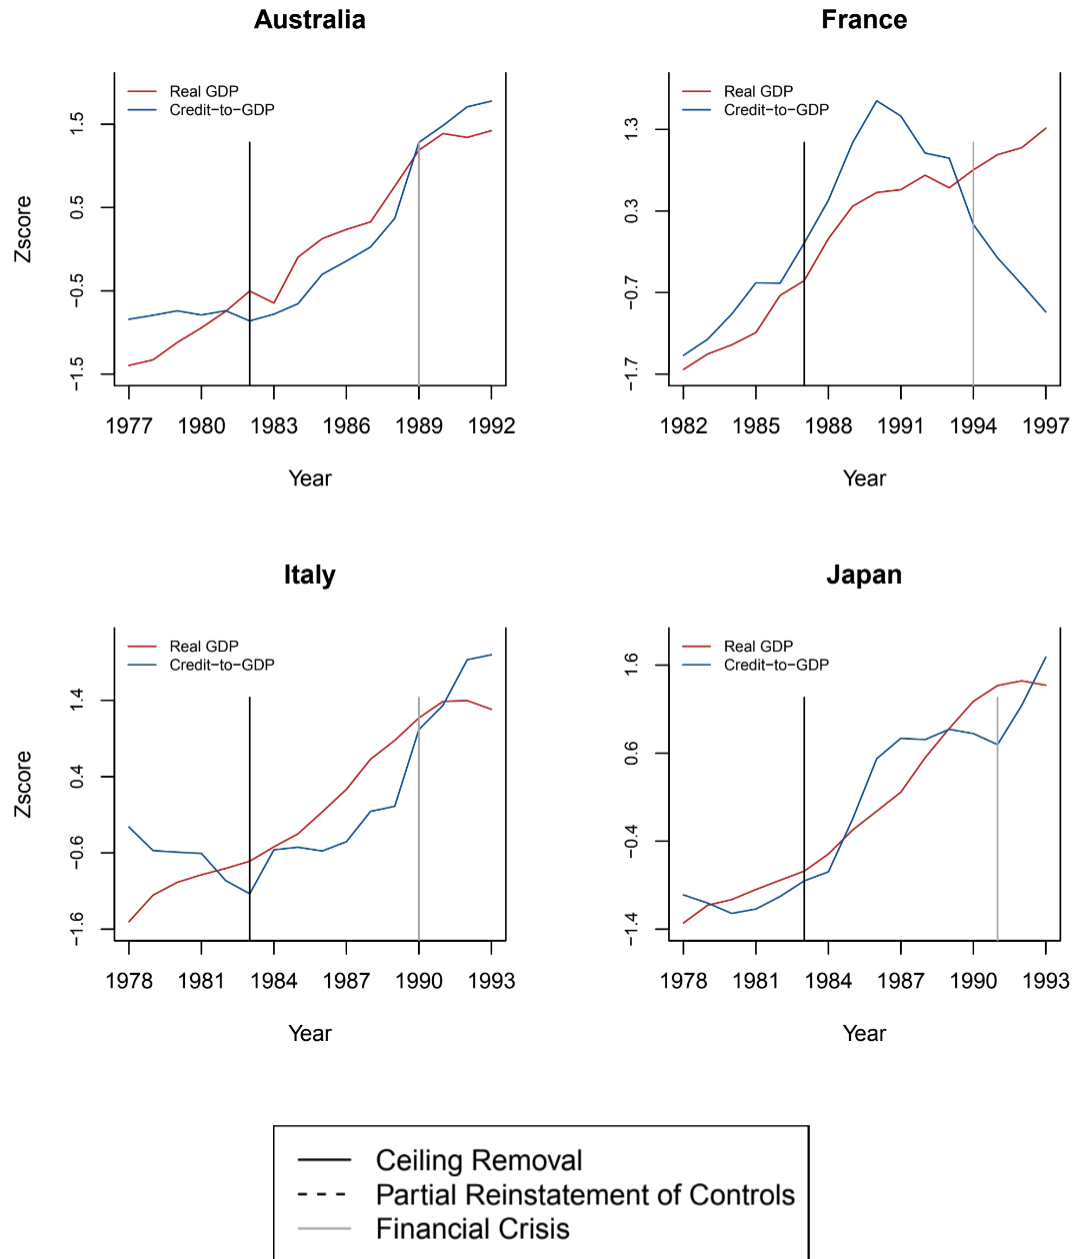 Australia
Real GDP
Credit−to−GDP
Zscore
1.5
0.5
−0.5
−1.5
1977 1980 1983 1986 1989 1992
Year
France
Real GDP
Credit−to−GDP
1.3
0.3
−0.7
−1.7
1982 1985 1988 1991 1994 1997
Year
Italy
Real GDP
Credit−to−GDP
Zscore
1.4
0.4
−0.6
−1.6
1978 1981 1984 1987 1990 1993
Year
Japan
Real GDP
Credit−to−GDP
1.6
0.6
−0.4
−1.4
1978 1981 1984 1987 1990 1993
Year
Ceiling Removal
Partial Reinstatement of Controls
Financial Crisis